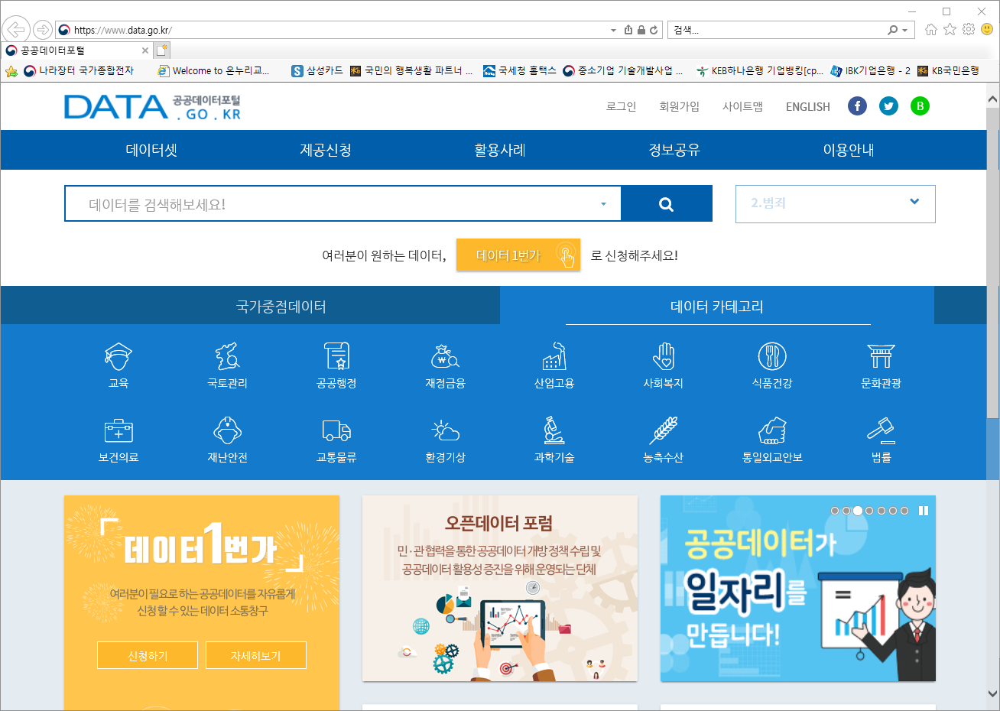 https://www.data.go.kr/
검색...
공공데이터포털
나라장터 국가종합전자
Welcome to 온누리교...
삼성카드
국민의 행복생활 파트너 ...
국세청 홈택스
중소기업 기술개발사업 ...
KEB하나은행 기업뱅킹[cp...
IBK기업은행 - 2
KB국민은행
DATA 공공데이터포털
. GO . KR
로그인
회원가입
사이트맵
ENGLISH
데이터셋
제공신청
활용사례
정보공유
이용안내
데이터를 검색해보세요!
2.범죄
여러분이 원하는 데이터, 데이터 1번가 로 신청해주세요!
국가중점데이터
데이터 카테고리
교육
국토관리
공공행정
재정금융
산업고용
사회복지
식품건강
문화관광
보건의료
재난안전
교통물류
환경기상
과학기술
농축수산
통일외교안보
법률
데이터1번가
여러분이 필요로 하는 공공데이터를 자유롭게
신청 할 수 있는 데이터 소통창구
신청하기
자세히보기
오픈데이터 포럼
민 · 관 협력을 통한 공공데이터 개방 정책 수립 및
공공데이터 활용성 증진을 위해 운영되는 단체
공공데이터가
일자리를
만듭니다!